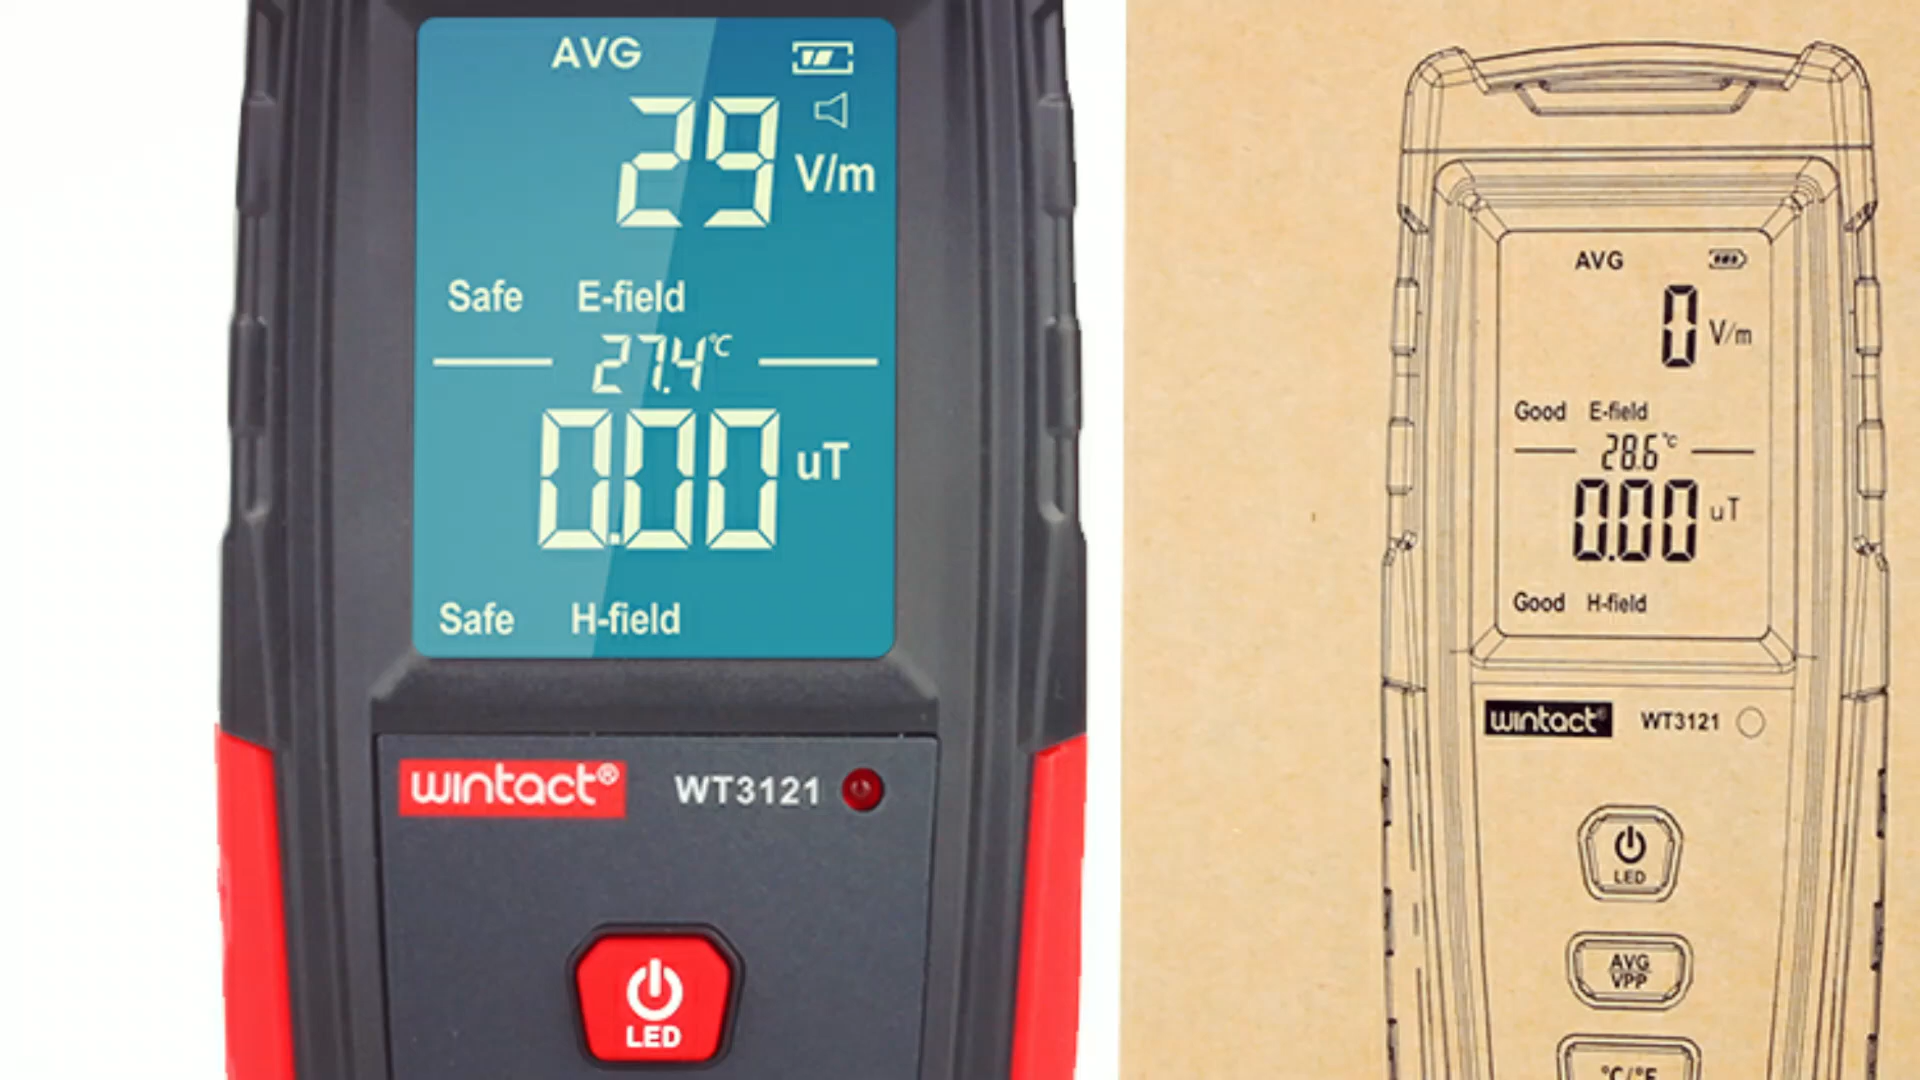 AVG
29
V/m
Safe E-field
27.4°C
0.00 uT
Safe H-field
wintact® WT3121
LED
AVG
0 V/m
Good E-field
28.6°C
0.00 uT
Good H-field
wintact® WT3121
LED
AVG
VPP
°C/°F